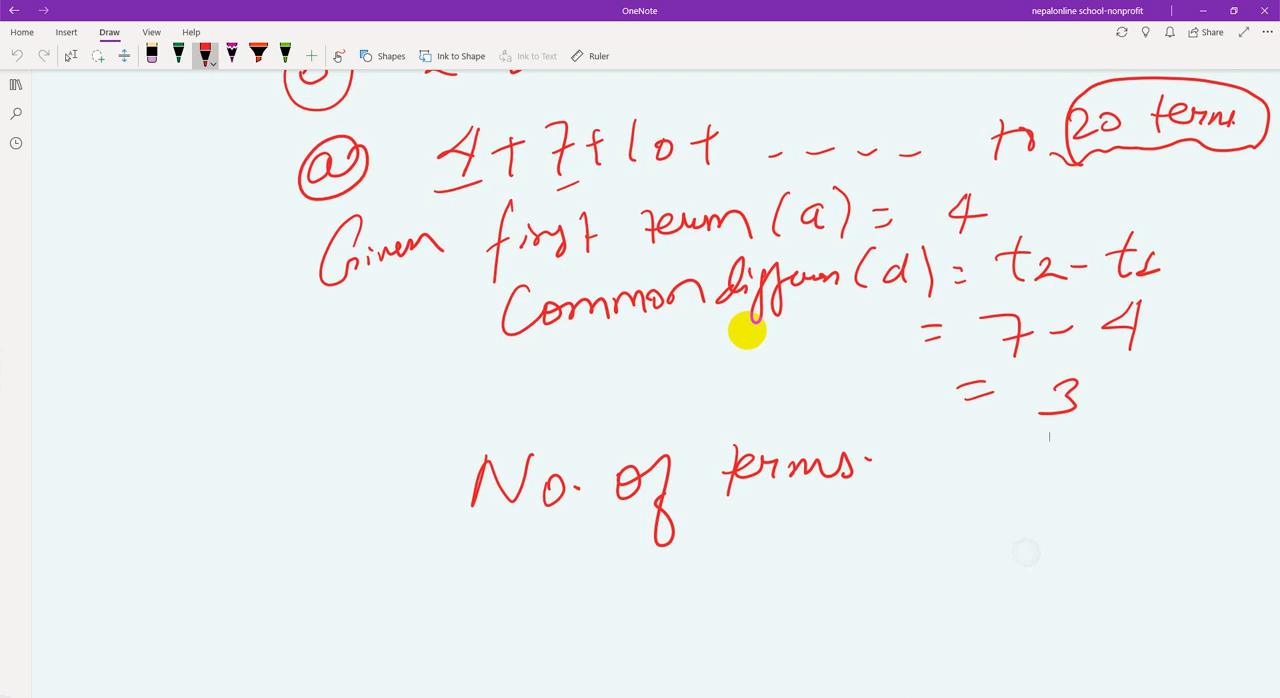 OneNote
nepalonline school-nonprofit
Home Insert Draw View Help
Share
Shapes Ink to Shape Ink to Text Ruler
(a) 4 + 7 + 10 + ----- to 20 terms
Given first term (a) = 4
Common differen (d) = t2 - t1
= 7 - 4
= 3
No. of terms.